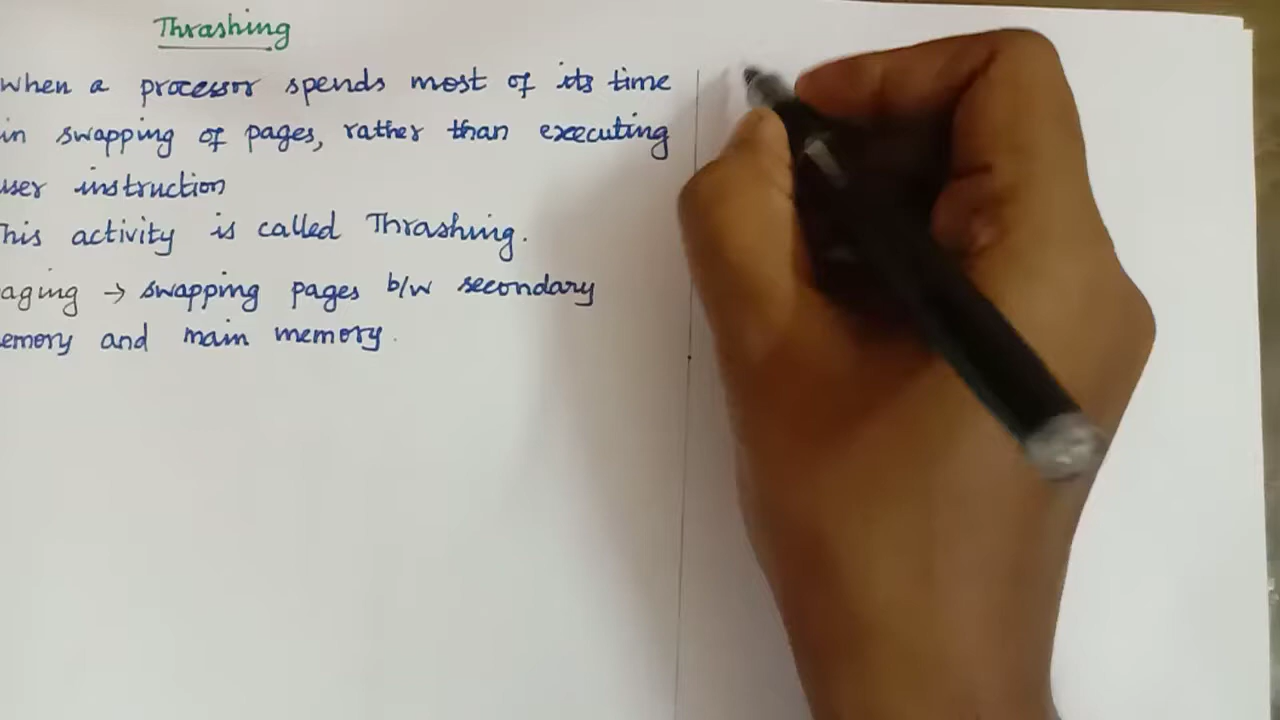 Thrashing
When a processor spends most of its time
in swapping of pages, rather than executing
user instruction
This activity is called Thrashing.
aging → swapping pages b/w secondary
emory and main memory.